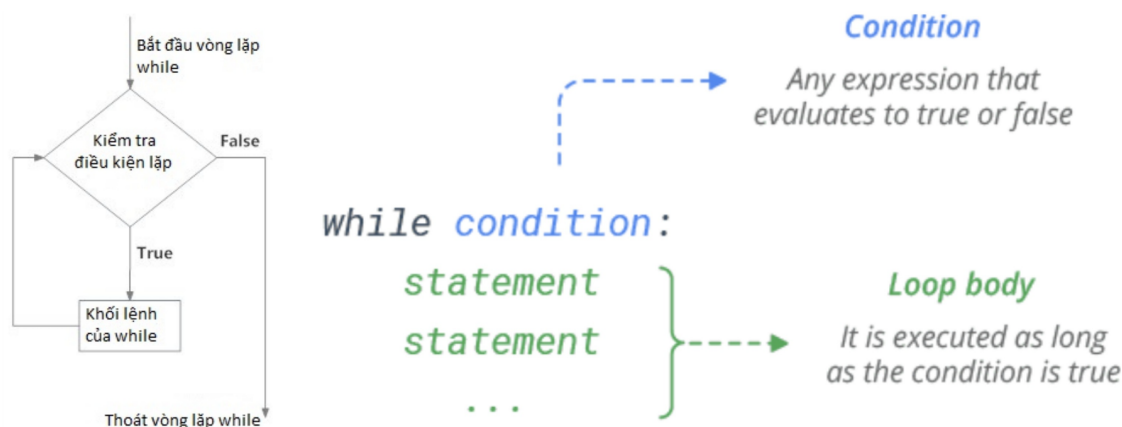 Bắt đầu vòng lặp
while
Kiểm tra
điều kiện lặp
False
True
Khối lệnh
của while
Thoát vòng lặp while
Condition
Any expression that
evaluates to true or false
while condition:
statement
statement
...
Loop body
It is executed as long
as the condition is true